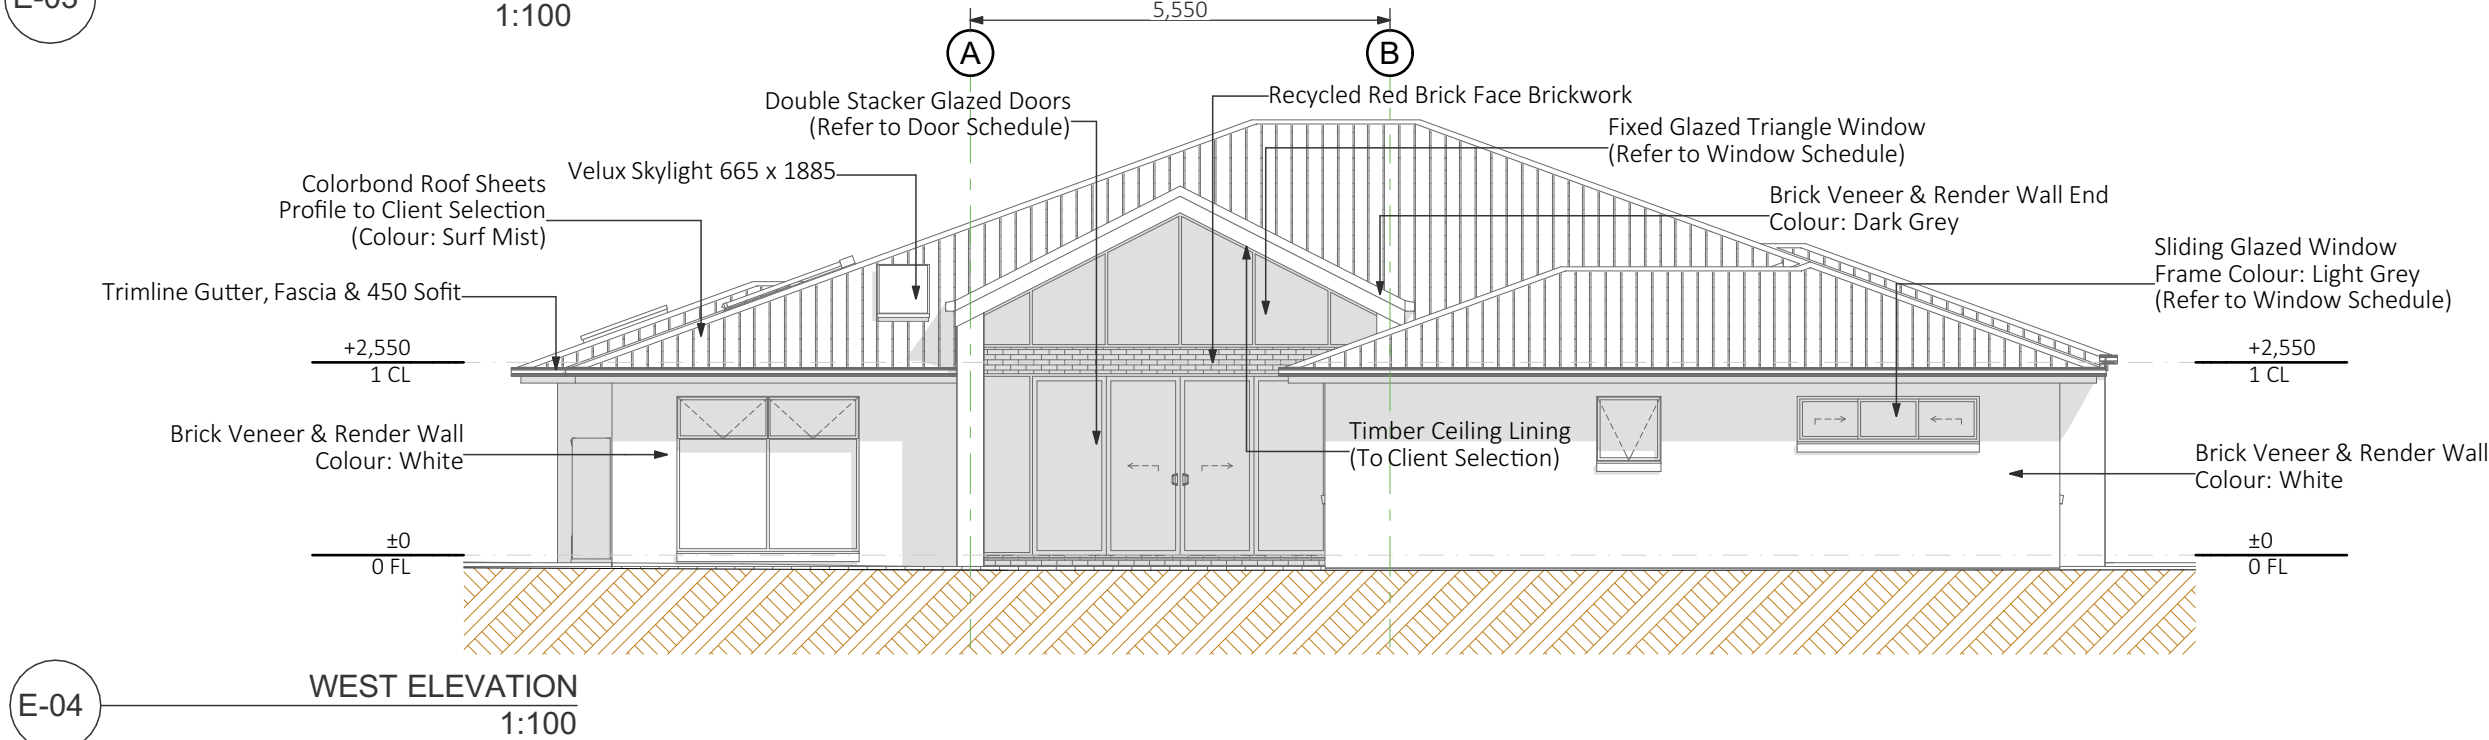 E-03
1:100
5,550
A
B
Double Stacker Glazed Doors
(Refer to Door Schedule)
Recycled Red Brick Face Brickwork
Fixed Glazed Triangle Window
(Refer to Window Schedule)
Velux Skylight 665 x 1885
Colorbond Roof Sheets
Profile to Client Selection
(Colour: Surf Mist)
Brick Veneer & Render Wall End
Colour: Dark Grey
Sliding Glazed Window
Frame Colour: Light Grey
(Refer to Window Schedule)
Trimline Gutter, Fascia & 450 Sofit
+2,550
1 CL
+2,550
1 CL
Brick Veneer & Render Wall
Colour: White
Timber Ceiling Lining
(To Client Selection)
Brick Veneer & Render Wall
Colour: White
±0
0 FL
±0
0 FL
E-04
WEST ELEVATION
1:100